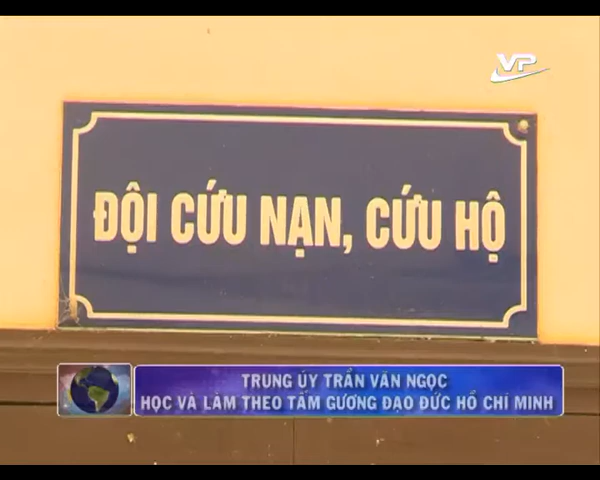 VP
ĐỘI CỨU NẠN, CỨU HỘ
TRUNG ÚY TRẦN VĂN NGỌC
HỌC VÀ LÀM THEO TẤM GƯƠNG ĐẠO ĐỨC HỒ CHÍ MINH